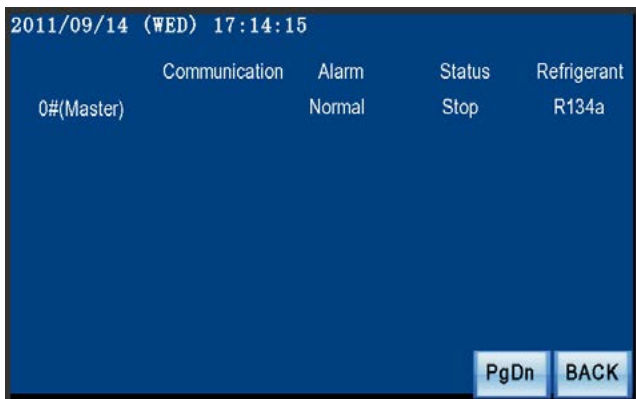 2011/09/14 (WED) 17:14:15
Communication Alarm Status Refrigerant
0#(Master) Normal Stop R134a
PgDn BACK